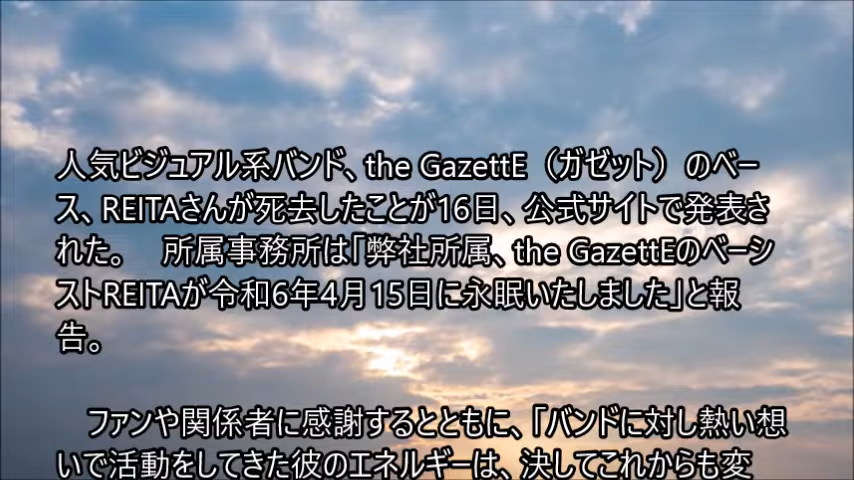 人気ビジュアル系バンド、the GazettE（ガゼット）のベー
ス、REITAさんが死去したことが16日、公式サイトで発表さ
れた。　所属事務所は｢弊社所属、the GazettEのベーシ
ストREITAが令和6年4月15日に永眠いたしました｣と報
告。
　ファンや関係者に感謝するとともに、｢バンドに対し熱い想
いで活動をしてきた彼のエネルギーは、決してこれからも変